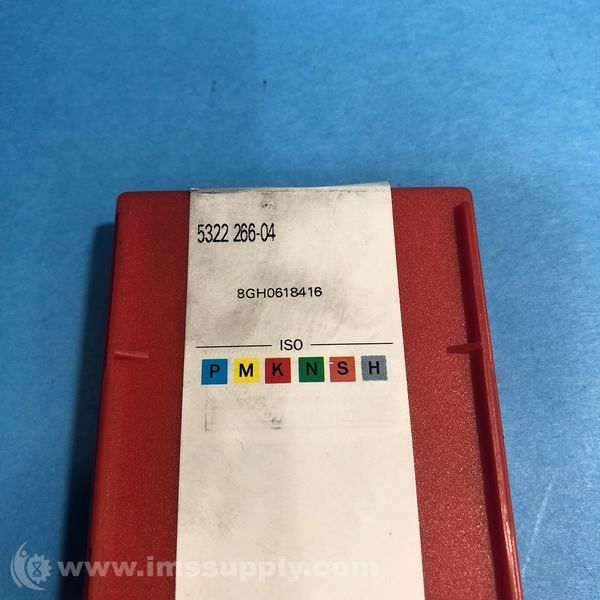 5322 266-04
8GH0618416
ISO
P M K N S H
www.imssupply.com